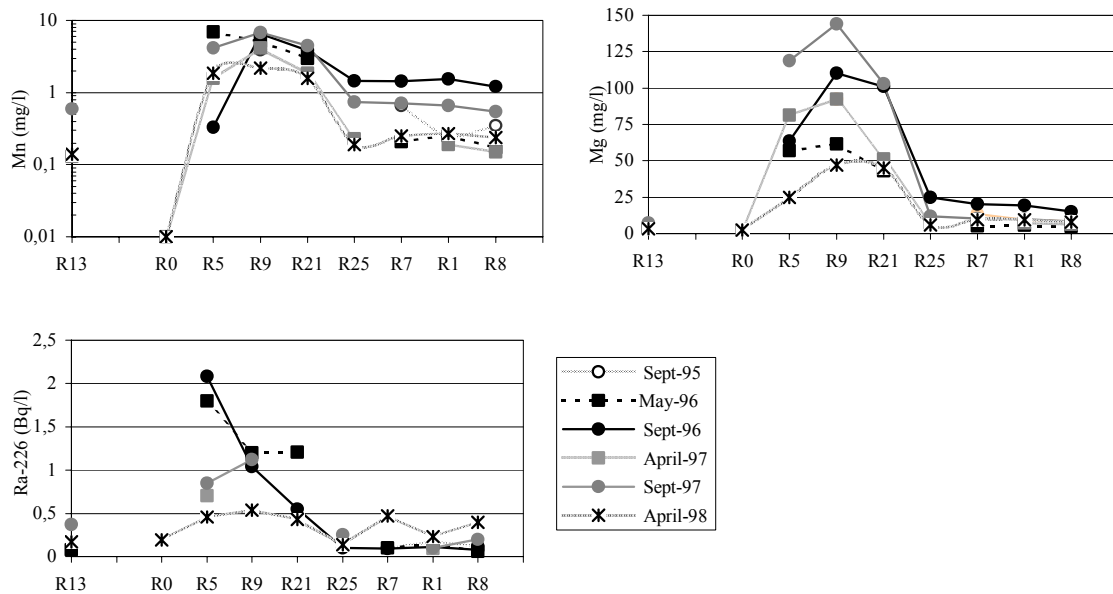 Mn (mg/l)
10
1
0.1
0,01
R13 R0 R5 R9 R21 R25 R7 R1 R8
Mg (mg/l)
150
125
100
75
50
25
0
R13 R0 R5 R9 R21 R25 R7 R1 R8
Ra-226 (Bq/l)
2,5
2
1,5
1
0,5
0
R13 R0 R5 R9 R21 R25 R7 R1 R8
Sept-95
May-96
Sept-96
April-97
Sept-97
April-98